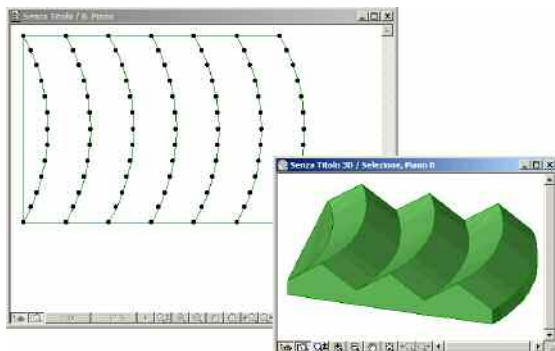 Senza Titolo / 0. Piano
Senza Titolo 3D / Selezione, Piano 0